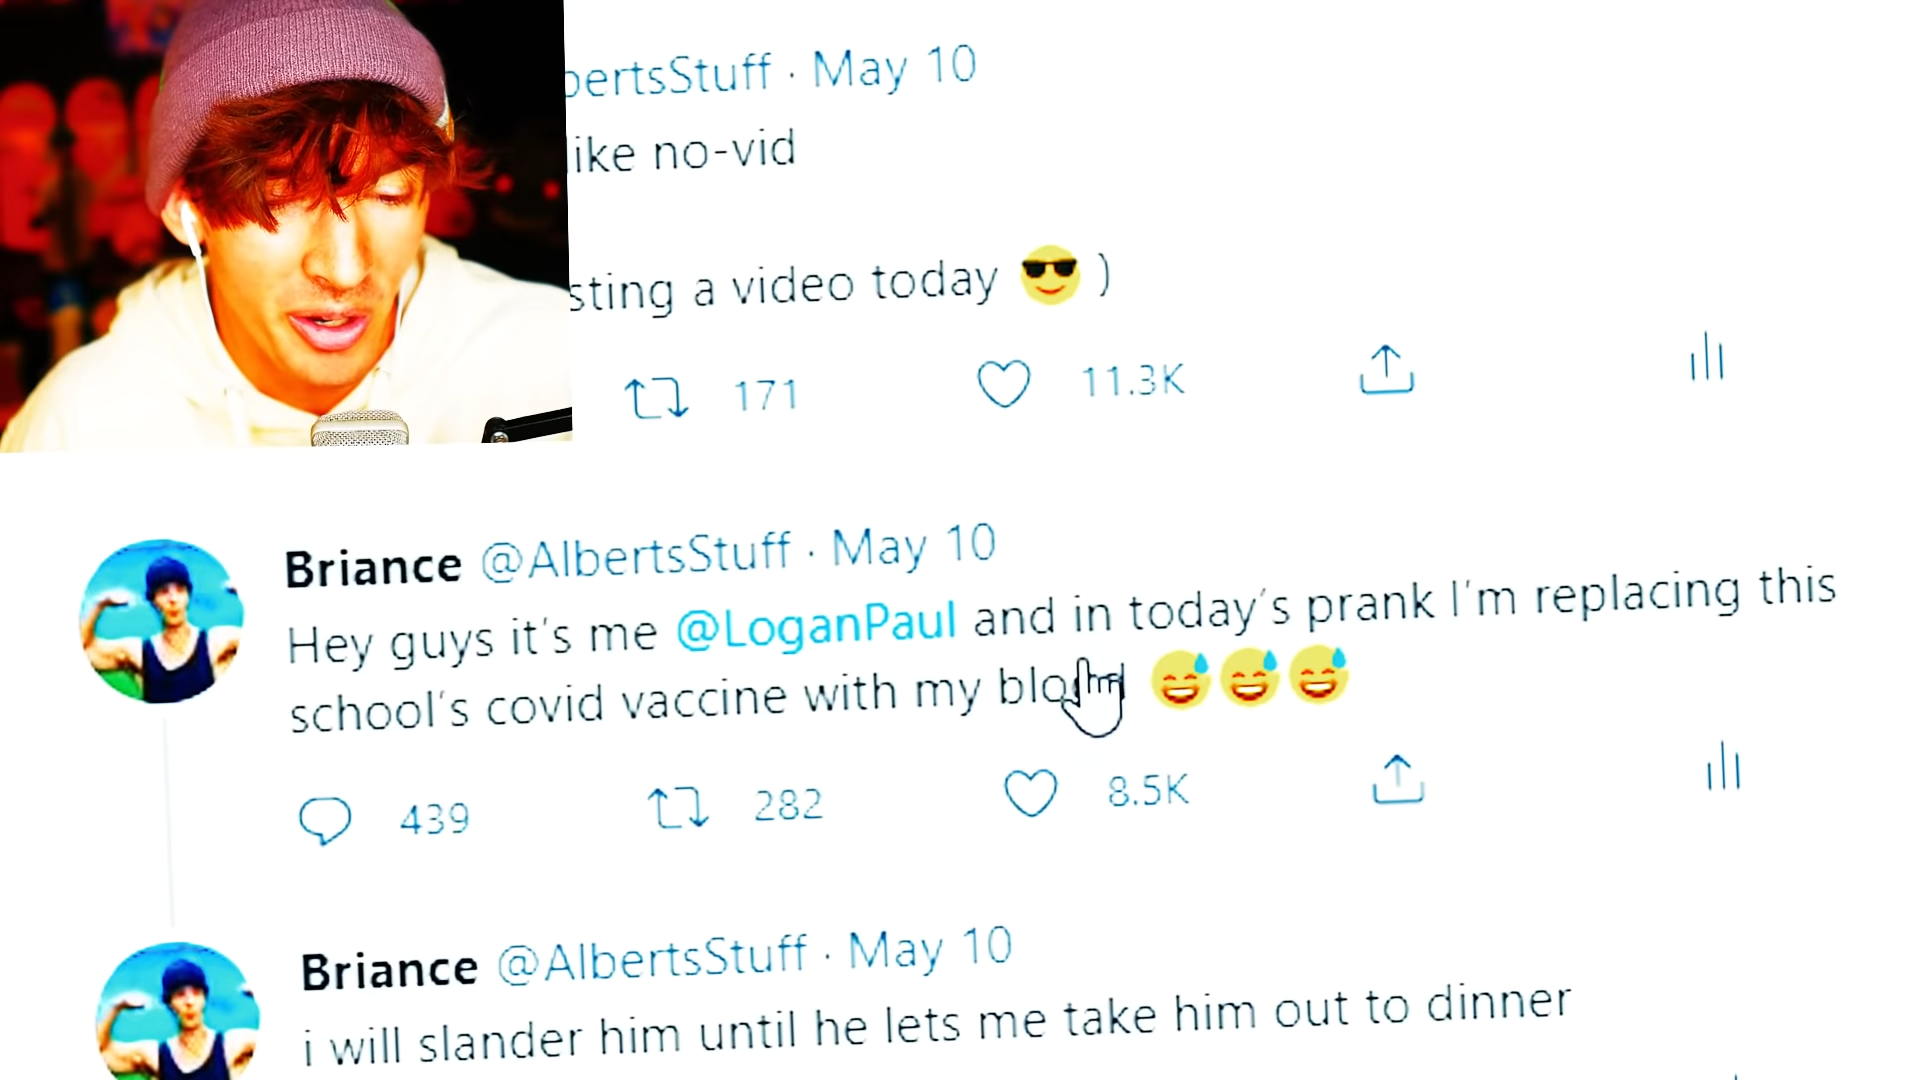 bertsStuff · May 10
ike no-vid
sting a video today 😎 )
171
11.3K
Briance @AlbertsStuff · May 10
Hey guys it's me @LoganPaul and in today's prank I'm replacing this
school's covid vaccine with my 😅😅😅
439
282
8.5K
Briance @AlbertsStuff · May 10
i will slander him until he lets me take him out to dinner